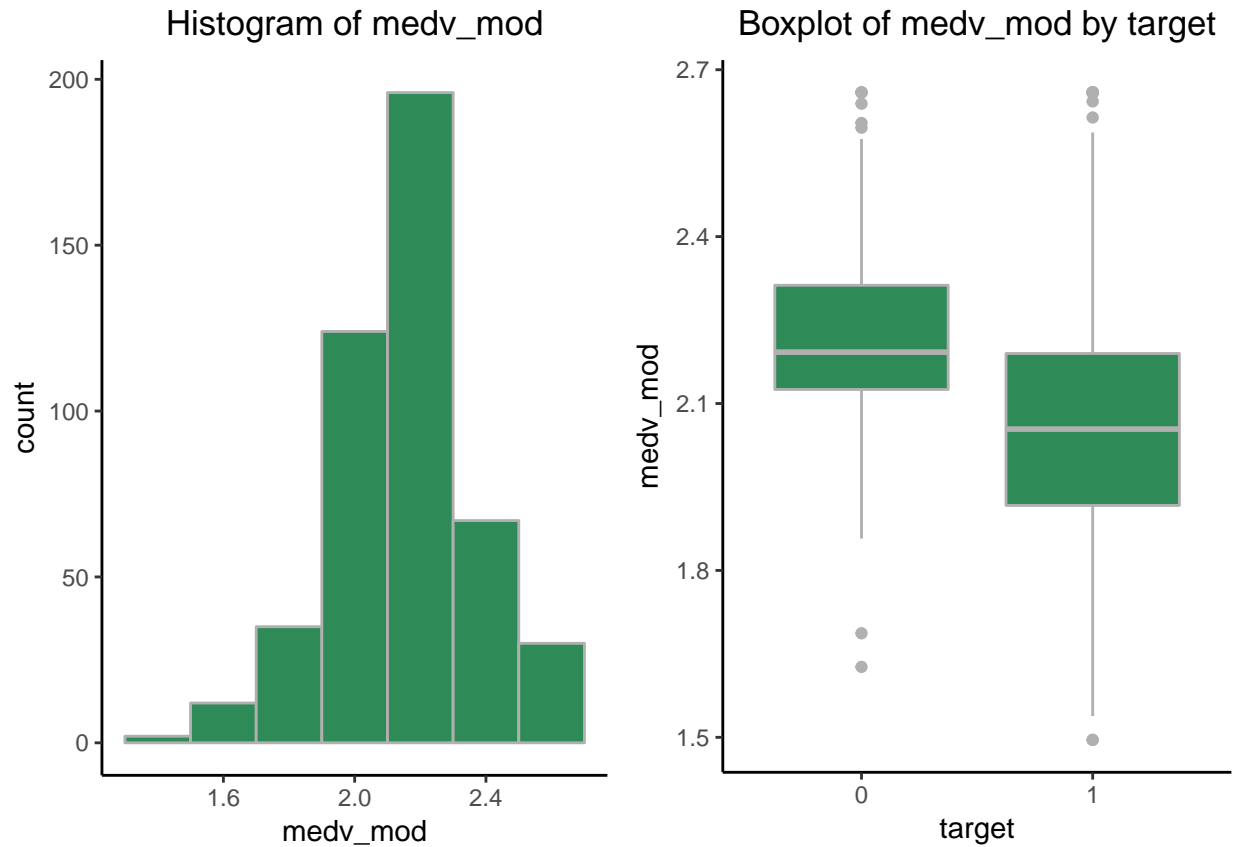 Histogram of medv_mod
200
150
100
50
0
count
1.6
2.0
2.4
medv_mod
Boxplot of medv_mod by target
2.7
2.4
2.1
1.8
1.5
medv_mod
0
1
target